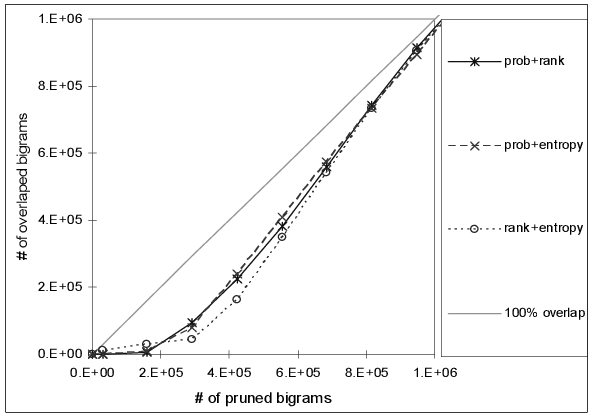 1.E+06
8.E+05
6.E+05
4.E+05
2.E+05
0.E+00
# of overlaped bigrams
0.E+00 2.E+05 4.E+05 6.E+05 8.E+05 1.E+06
# of pruned bigrams
prob+rank
prob+entropy
rank+entropy
100% overlap